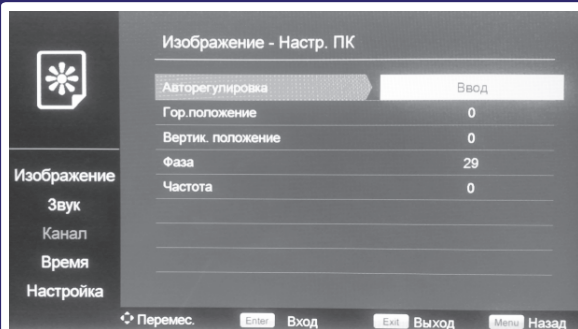 Изображение - Настр. ПК
Авторегулировка Ввод
Гор.положение 0
Вертик. положение 0
Фаза 29
Частота 0
Изображение
Звук
Канал
Время
Настройка
Перемес. Enter Вход Exit Выход Menu Назад